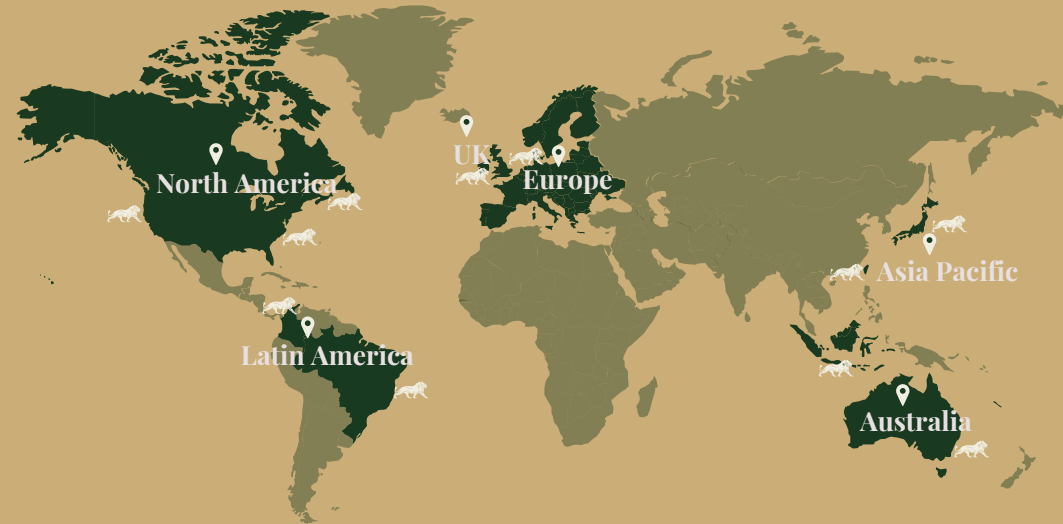 UK
Europe
North America
Asia Pacific
Latin America
Australia